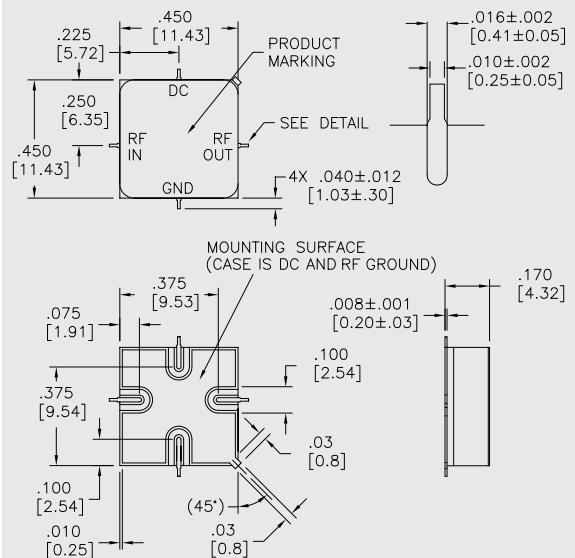 .450
[11.43]
.225
[5.72]
PRODUCT
MARKING
.016±.002
[0.41±0.05]
.010±.002
[0.25±0.05]
DC
.250
[6.35]
RF
IN
RF
OUT
SEE DETAIL
.450
[11.43]
GND
4X .040±.012
[1.03±.30]
MOUNTING SURFACE
(CASE IS DC AND RF GROUND)
.375
[9.53]
.075
[1.91]
.170
[4.32]
.008±.001
[0.20±.03]
.100
[2.54]
.375
[9.54]
.03
[0.8]
.100
[2.54]
(45°)
.010
[0.25]
.03
[0.8]